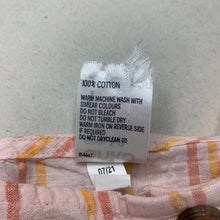 100% COTTON
WARM MACHINE WASH WITH
SIMILAR COLOURS
DO NOT BLEACH
DO NOT TUMBLE DRY
WARM IRON ON REVERSE SIDE
IF REQUIRED
DO NOT DRYCLEAN
07/21